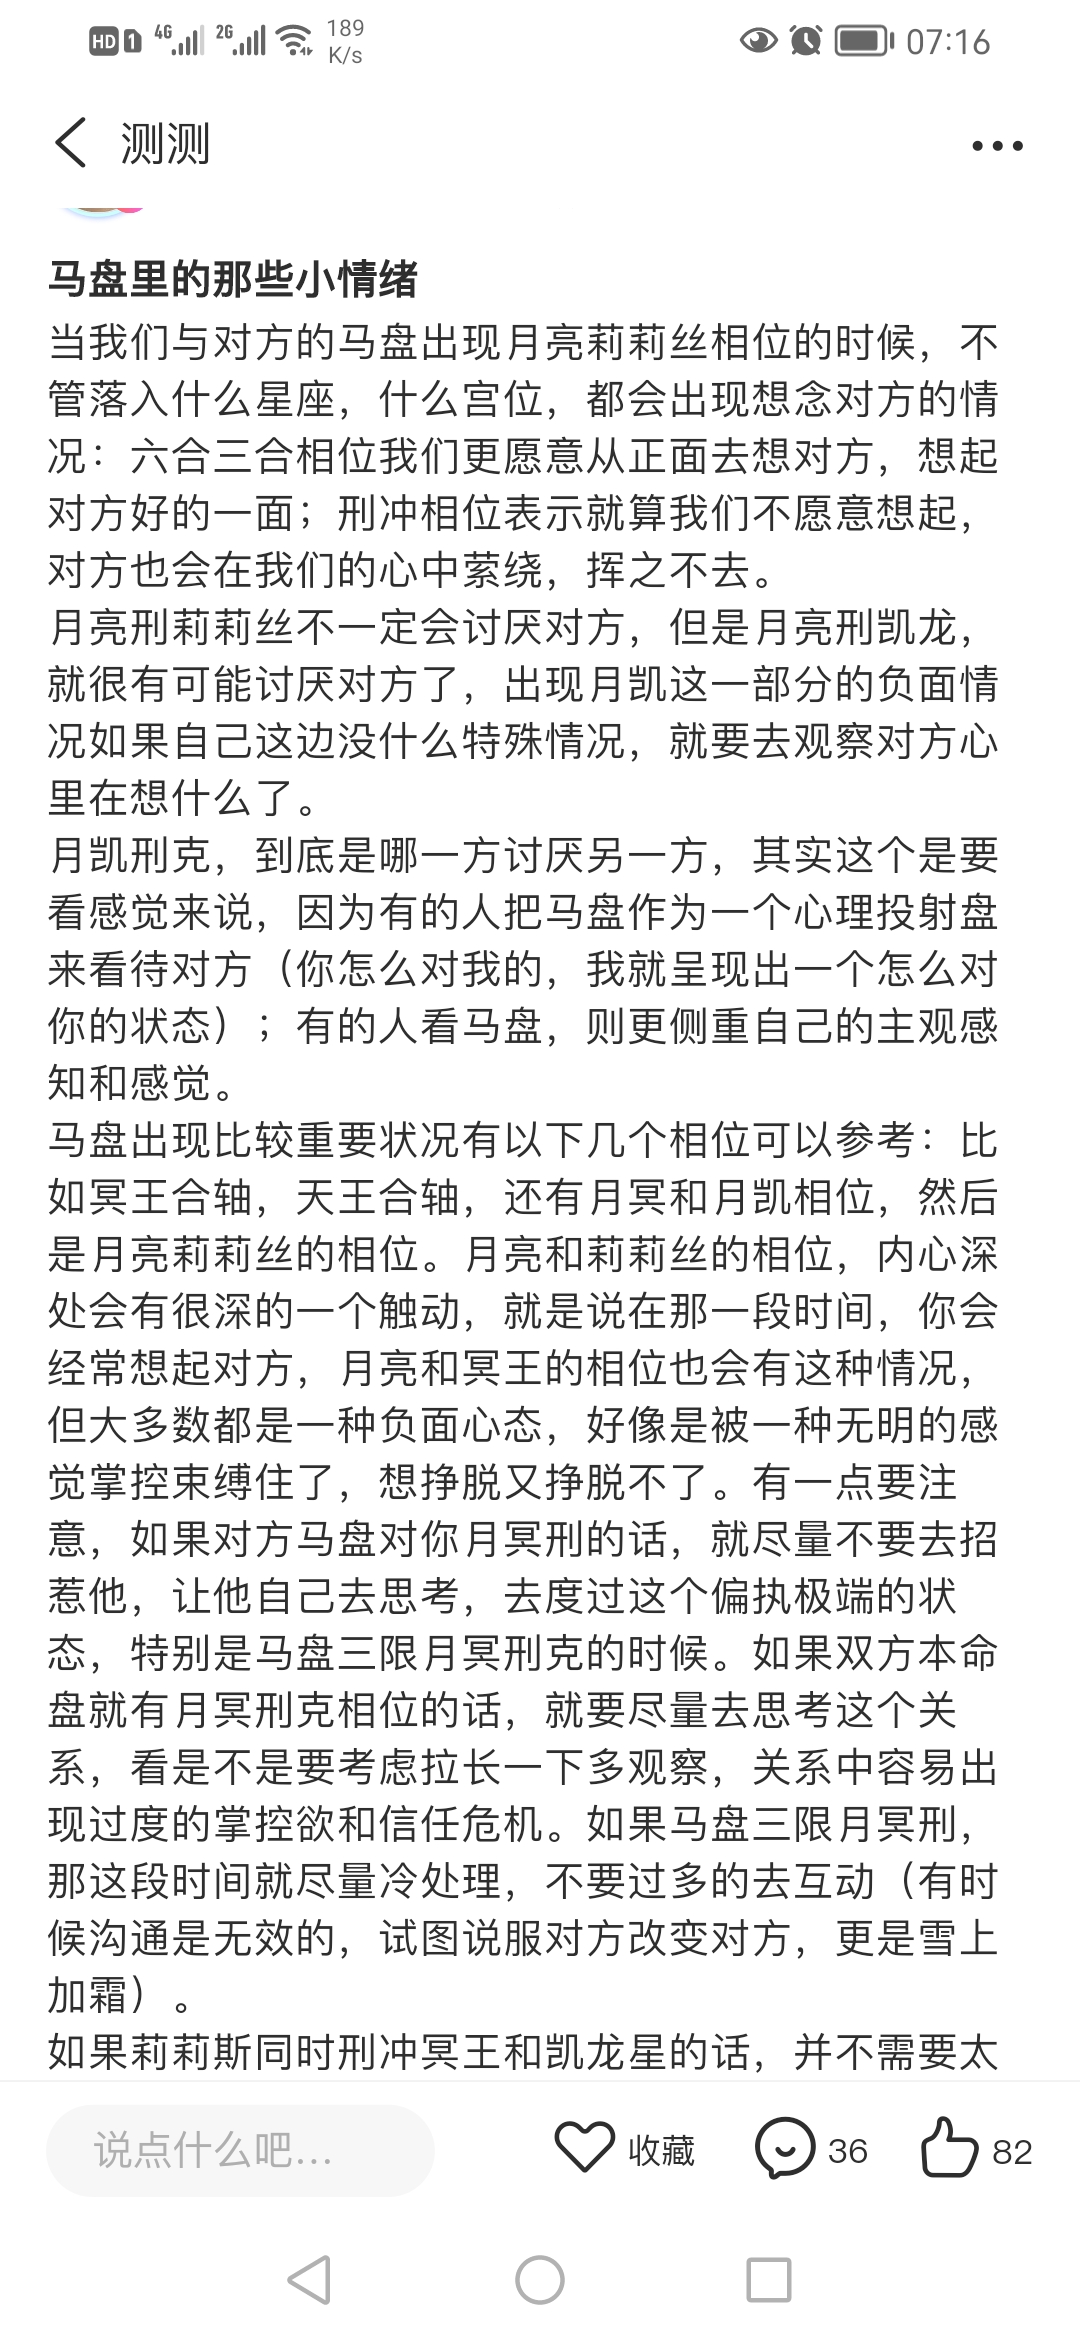 HD 1 4G 2G 189 K/s 07:16
测测
马盘里的那些小情绪
当我们与对方的马盘出现月亮莉莉丝相位的时候，不
管落入什么星座，什么宫位，都会出现想念对方的情
况：六合三合相位我们更愿意从正面去想对方，想起
对方好的一面；刑冲相位表示就算我们不愿意想起，
对方也会在我们的心中萦绕，挥之不去。
月亮刑莉莉丝不一定会讨厌对方，但是月亮刑凯龙，
就很有可能讨厌对方了，出现月凯这一部分的负面情
况如果自己这边没什么特殊情况，就要去观察对方心
里在想什么了。
月凯刑克，到底是哪一方讨厌另一方，其实这个是要
看感觉来说，因为有的人把马盘作为一个心理投射盘
来看待对方（你怎么对我的，我就呈现出一个怎么对
你的状态）；有的人看马盘，则更侧重自己的主观感
知和感觉。
马盘出现比较重要状况有以下几个相位可以参考：比
如冥王合轴，天王合轴，还有月冥和月凯相位，然后
是月亮莉莉丝的相位。月亮和莉莉丝的相位，内心深
处会有很深的一个触动，就是说在那一段时间，你会
经常想起对方，月亮和冥王的相位也会有这种情况，
但大多数都是一种负面心态，好像是被一种无明的感
觉掌控束缚住了，想挣脱又挣脱不了。有一点要注
意，如果对方马盘对你月冥刑的话，就尽量不要去招
惹他，让他自己去思考，去度过这个偏执极端的状
态，特别是马盘三限月冥刑克的时候。如果双方本命
盘就有月冥刑克相位的话，就要尽量去思考这个关
系，看是不是要考虑拉长一下多观察，关系中容易出
现过度的掌控欲和信任危机。如果马盘三限月冥刑，
那这段时间就尽量冷处理，不要过多的去互动（有时
候沟通是无效的，试图说服对方改变对方，更是雪上
加霜）。
如果莉莉斯同时刑冲冥王和凯龙星的话，并不需要太
说点什么吧... 收藏 36 82